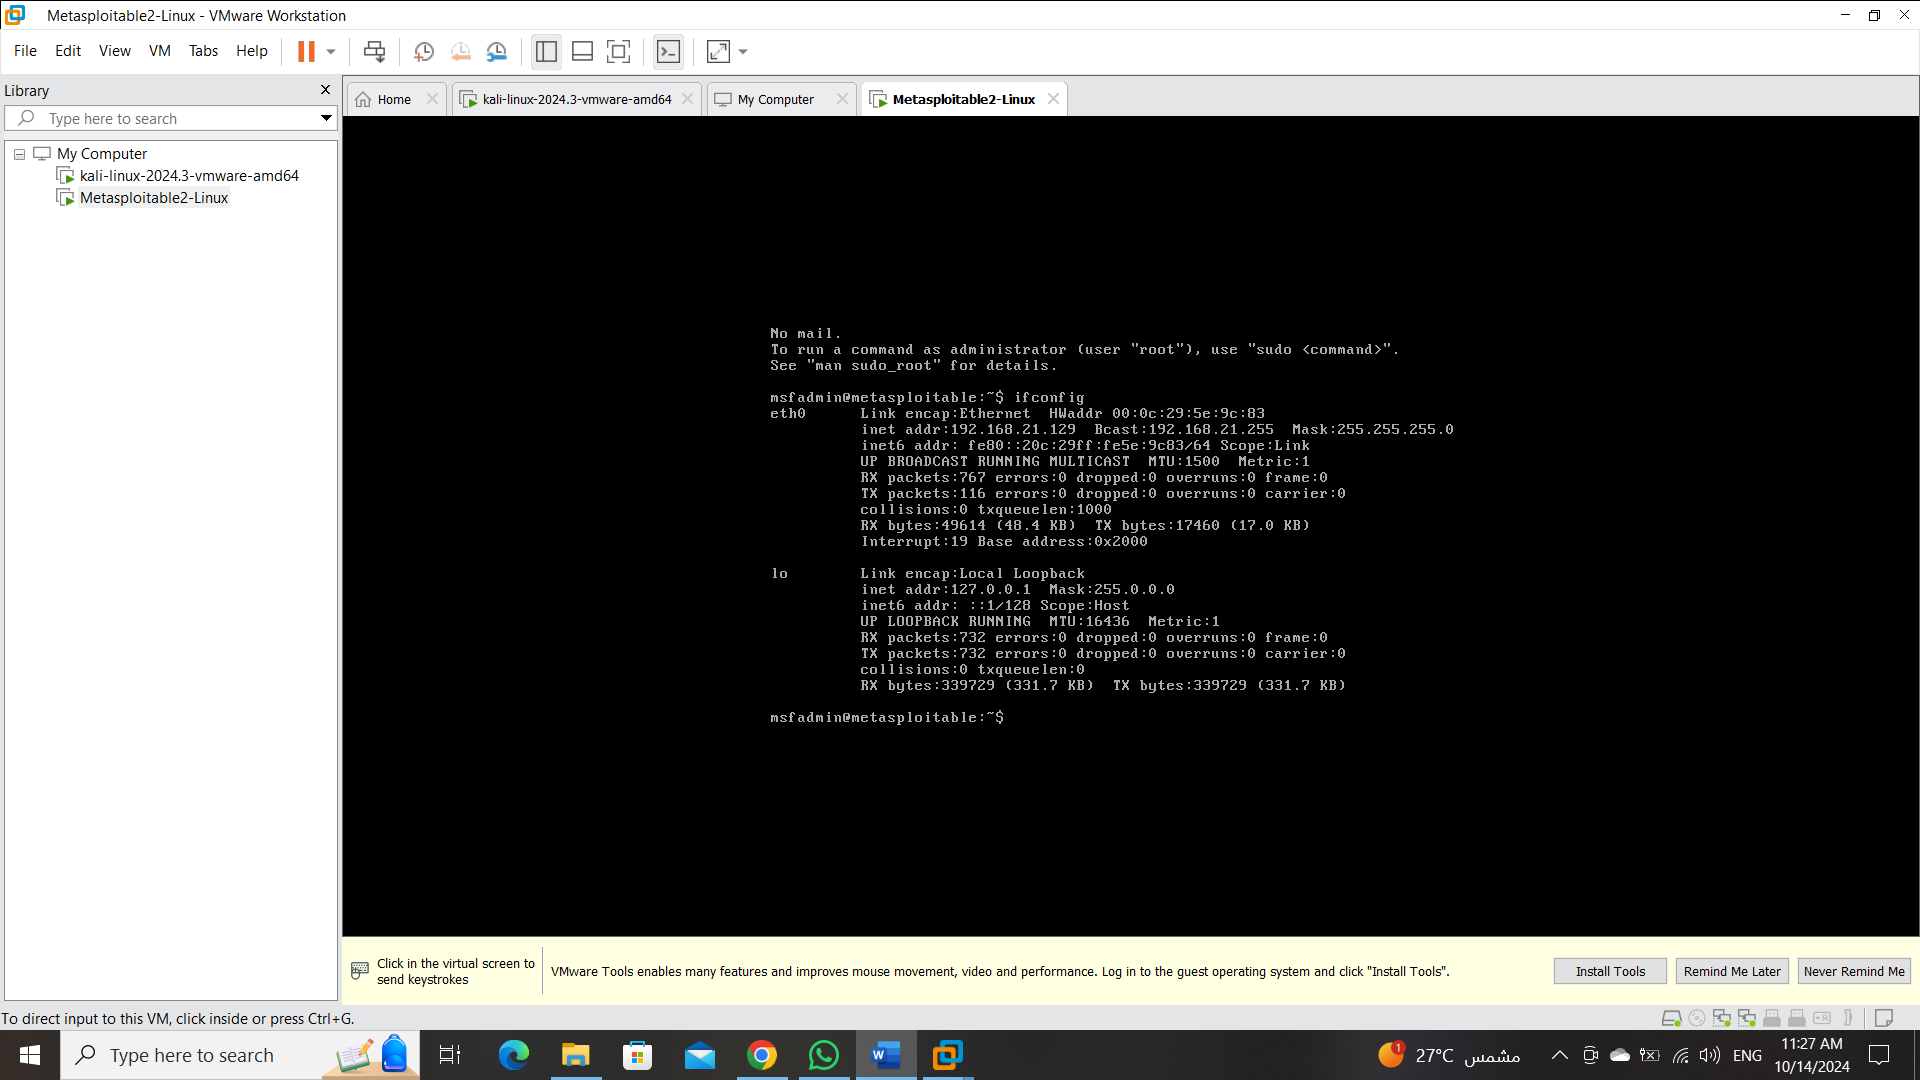 Metasploitable2-Linux - VMware Workstation
File Edit View VM Tabs Help
Library
Type here to search
My Computer
kali-linux-2024.3-vmware-amd64
Metasploitable2-Linux
Home
kali-linux-2024.3-vmware-amd64
My Computer
Metasploitable2-Linux
No mail.
To run a command as administrator (user "root"), use "sudo <command>".
See "man sudo_root" for details.
msfadmin@metasploitable:~$ ifconfig
eth0 Link encap:Ethernet HWaddr 00:0c:29:5e:9c:83
inet addr:192.168.21.129 Bcast:192.168.21.255 Mask:255.255.255.0
inet6 addr: fe80::20c:29ff:fe5e:9c83/64 Scope:Link
UP BROADCAST RUNNING MULTICAST MTU:1500 Metric:1
RX packets:767 errors:0 dropped:0 overruns:0 frame:0
TX packets:116 errors:0 dropped:0 overruns:0 carrier:0
collisions:0 txqueuelen:1000
RX bytes:49614 (48.4 KB) TX bytes:17460 (17.0 KB)
Interrupt:19 Base address:0x2000
lo Link encap:Local Loopback
inet addr:127.0.0.1 Mask:255.0.0.0
inet6 addr: ::1/128 Scope:Host
UP LOOPBACK RUNNING MTU:16436 Metric:1
RX packets:732 errors:0 dropped:0 overruns:0 frame:0
TX packets:732 errors:0 dropped:0 overruns:0 carrier:0
collisions:0 txqueuelen:0
RX bytes:339729 (331.7 KB) TX bytes:339729 (331.7 KB)
msfadmin@metasploitable:~$
Click in the virtual screen to
send keystrokes
VMware Tools enables many features and improves mouse movement, video and performance. Log in to the guest operating system and click "Install Tools".
Install Tools
Remind Me Later
Never Remind Me
To direct input to this VM, click inside or press Ctrl+G.
Type here to search
1
27°C مشمس
ENG
11:27 AM
10/14/2024